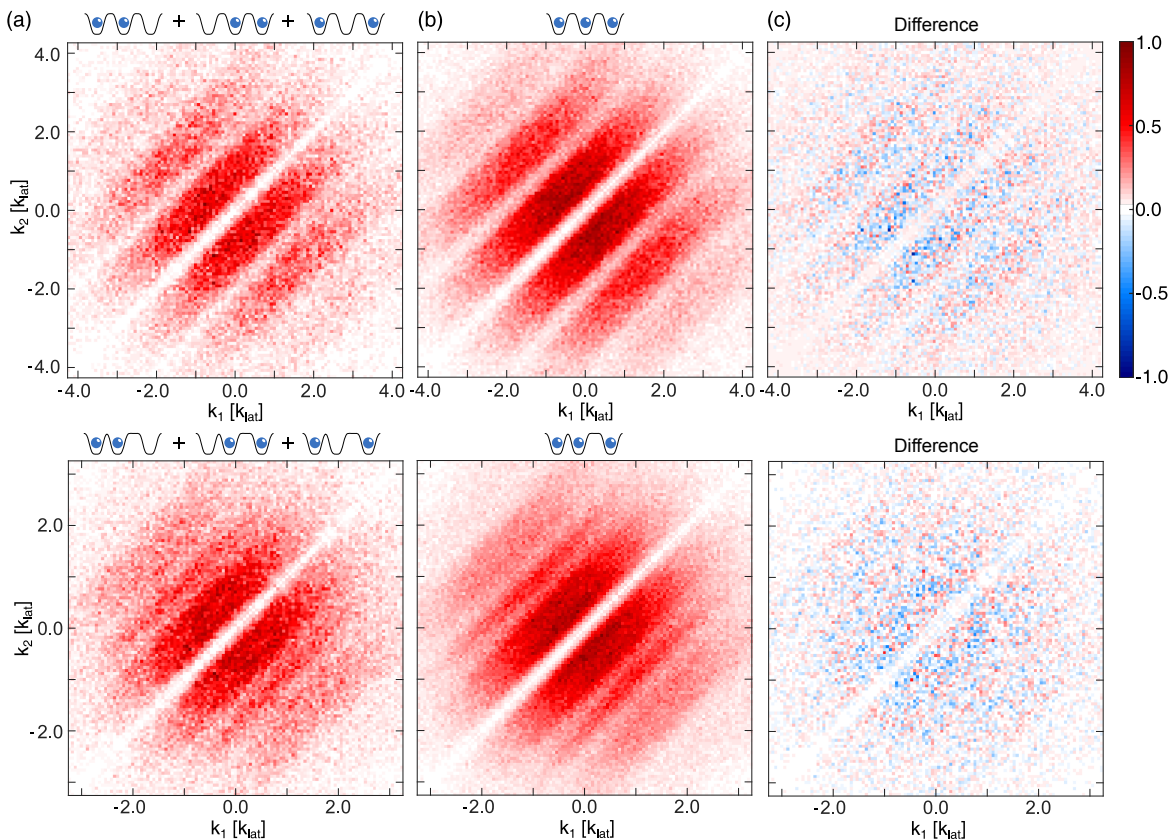 (a) + + (b) (c) Difference
4.0
2.0
0.0
-2.0
-4.0
k2 [klat]
-4.0 -2.0 0.0 2.0 4.0
k1 [klat]
-4.0 -2.0 0.0 2.0 4.0
k1 [klat]
-4.0 -2.0 0.0 2.0 4.0
k1 [klat]
1.0
0.5
0.0
-0.5
-1.0
+ + Difference
2.0
0.0
-2.0
k2 [klat]
-2.0 0.0 2.0
k1 [klat]
-2.0 0.0 2.0
k1 [klat]
-2.0 0.0 2.0
k1 [klat]